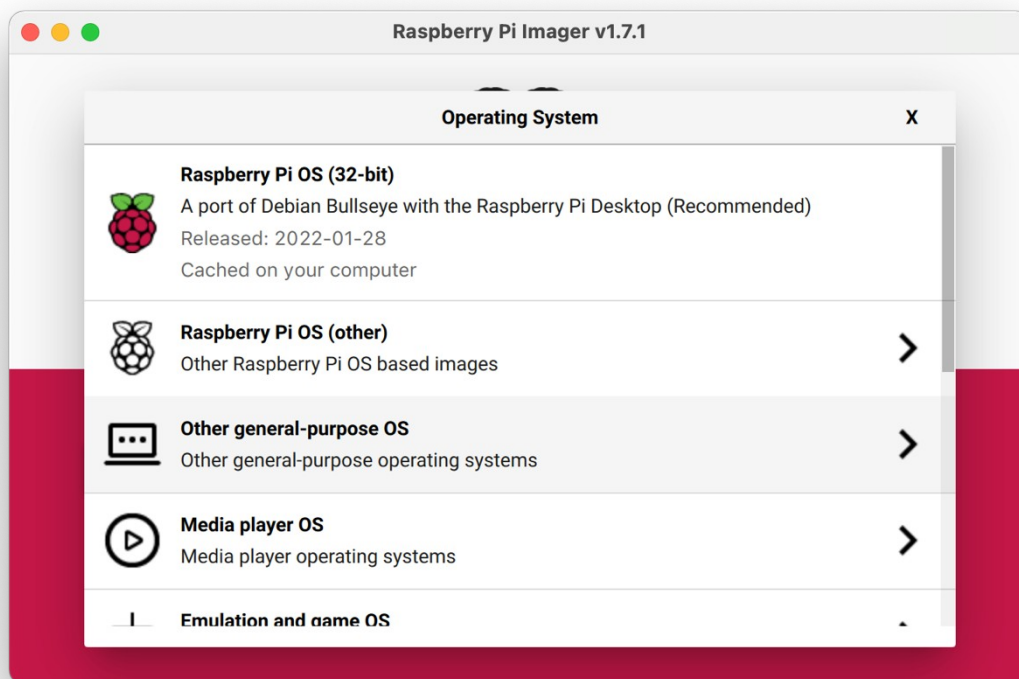 Raspberry Pi Imager v1.7.1
Operating System
X
Raspberry Pi OS (32-bit)
A port of Debian Bullseye with the Raspberry Pi Desktop (Recommended)
Released: 2022-01-28
Cached on your computer
Raspberry Pi OS (other)
Other Raspberry Pi OS based images
Other general-purpose OS
Other general-purpose operating systems
Media player OS
Media player operating systems
Emulation and game OS